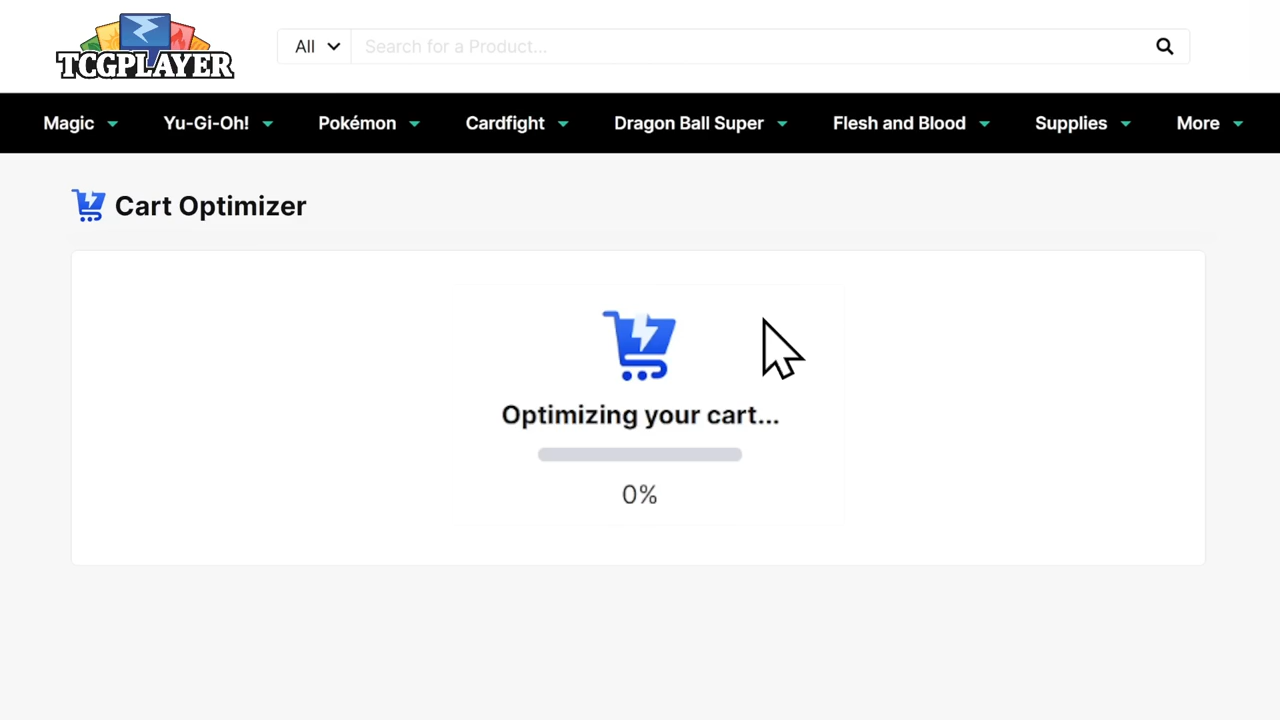 TCGPLAYER
All
Search for a Product...
Magic
Yu-Gi-Oh!
Pokémon
Cardfight
Dragon Ball Super
Flesh and Blood
Supplies
More
Cart Optimizer
Optimizing your cart...
0%